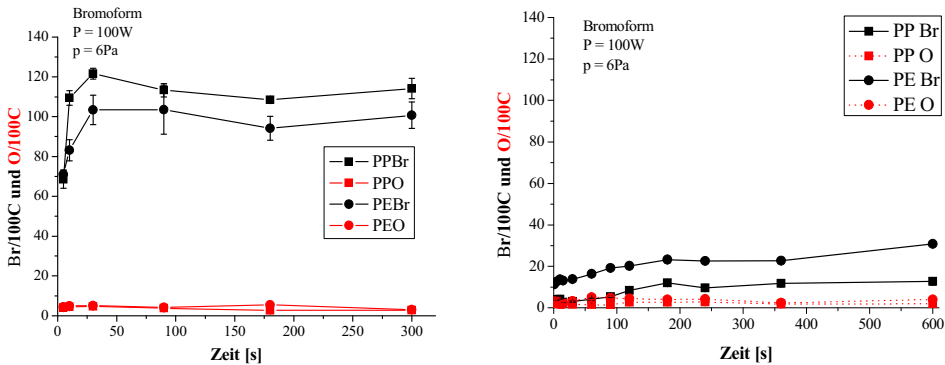 Bromoform
P = 100W
p = 6Pa
140
120
100
80
60
40
20
0
Br/100C und O/100C
PPBr
PPO
PEBr
PEO
0 50 100 150 200 250 300
Zeit [s]
Bromoform
P = 100W
p = 6Pa
PP Br
PP O
PE Br
PE O
140
120
100
80
60
40
20
0
Br/100C und O/100C
0 100 200 300 400 500 600
Zeit [s]